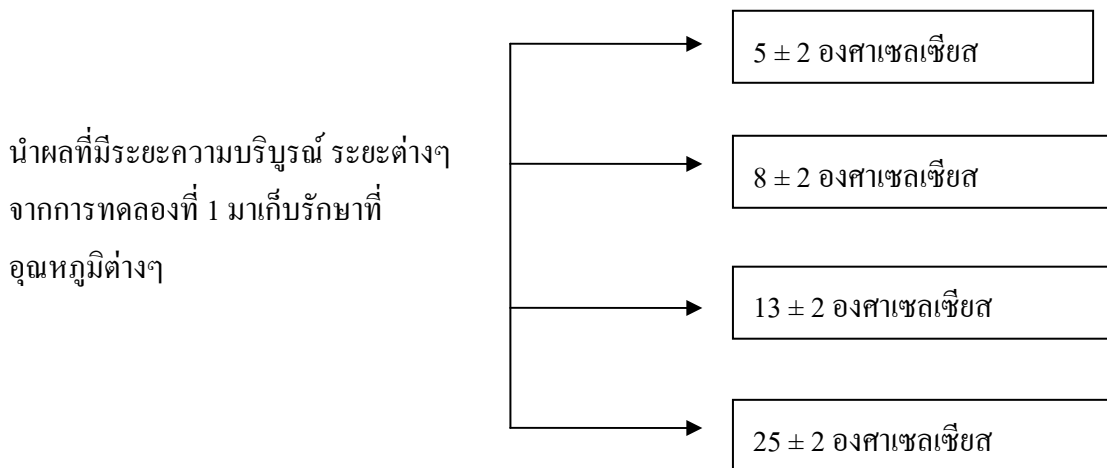 นำผลที่มีระยะความบริบูรณ์ ระยะต่างๆ
จากการทดลองที่ 1 มาเก็บรักษาที่
อุณหภูมิต่างๆ
5 ± 2 องศาเซลเซียส
8 ± 2 องศาเซลเซียส
13 ± 2 องศาเซลเซียส
25 ± 2 องศาเซลเซียส